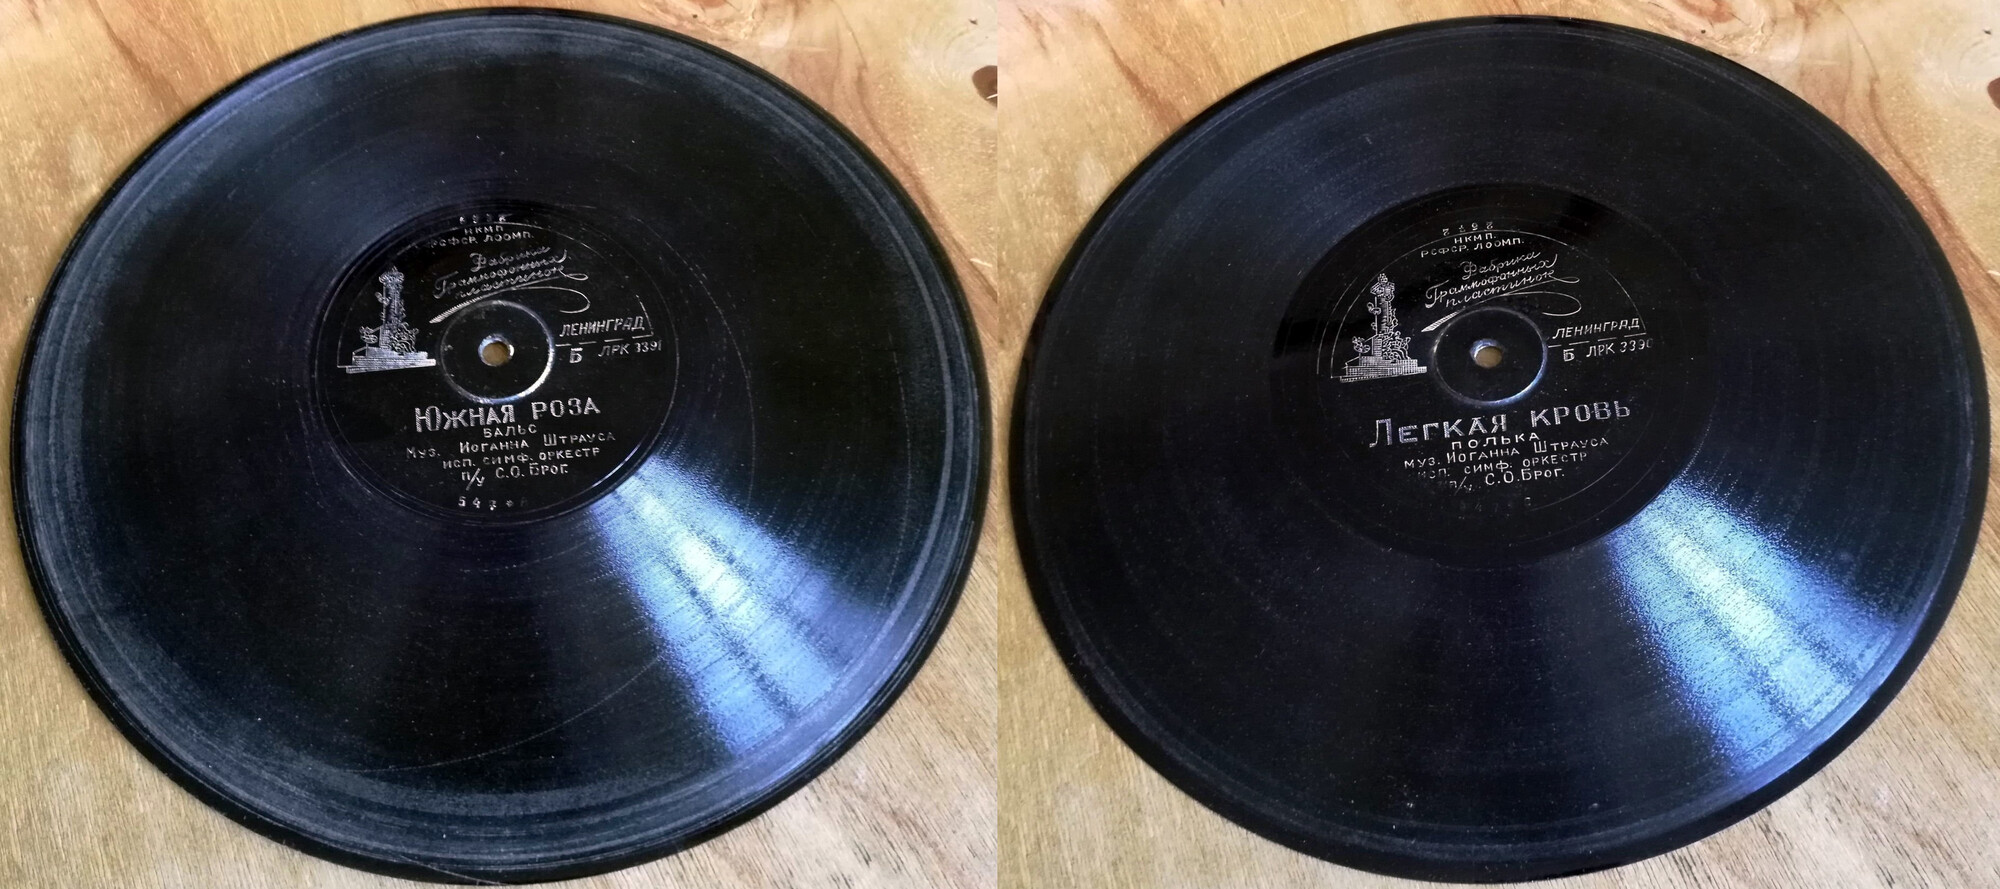 НКМП
РСФСР. ЛООМП.
Фабрика
Граммофонных
пластинок
ЛЕНИНГРАД
Б ЛРК 3391
ЮЖНАЯ РОЗА
ВАЛЬС
МУЗ. ИОГАННА ШТРАУСА
ИСП. СИМФ. ОРКЕСТР
П/У С.О.БРОГ.
НКМП.
РСФСР. ЛООМП.
Фабрика
Граммофонных
пластинок
ЛЕНИНГРАД
Б ЛРК 3390
ЛЕГКАЯ КРОВЬ
ПОЛЬКА
МУЗ. ИОГАННА ШТРАУСА
ИСП. СИМФ. ОРКЕСТР
П/У С.О.БРОГ.